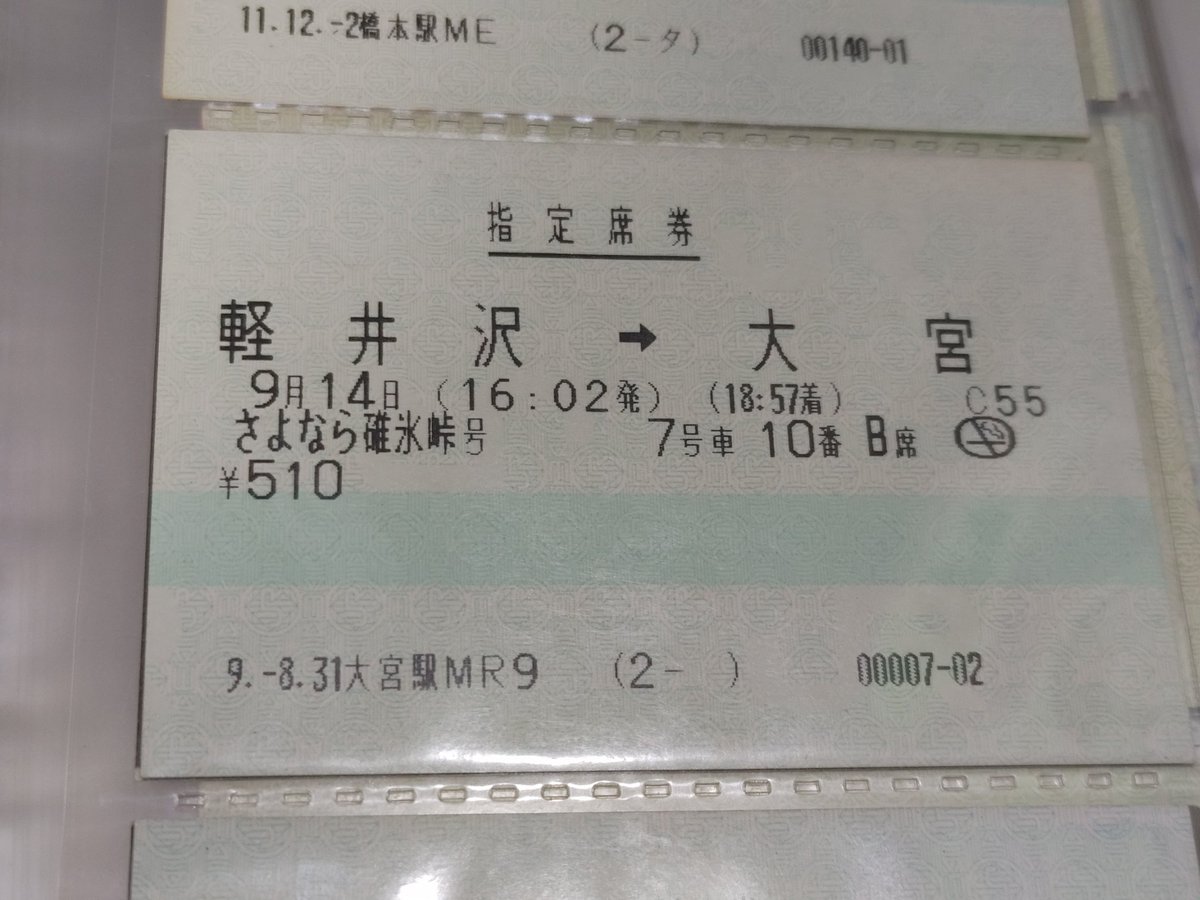 11.12.-2橋本駅ME (2-タ) 00140-01
指定席券
軽井沢 → 大宮
9月14日 (16:02発) (18:57着) C55
さよなら碓氷峠号 7号車 10番 B席
¥510
9.-8.31大宮駅MR9 (2- ) 00007-02